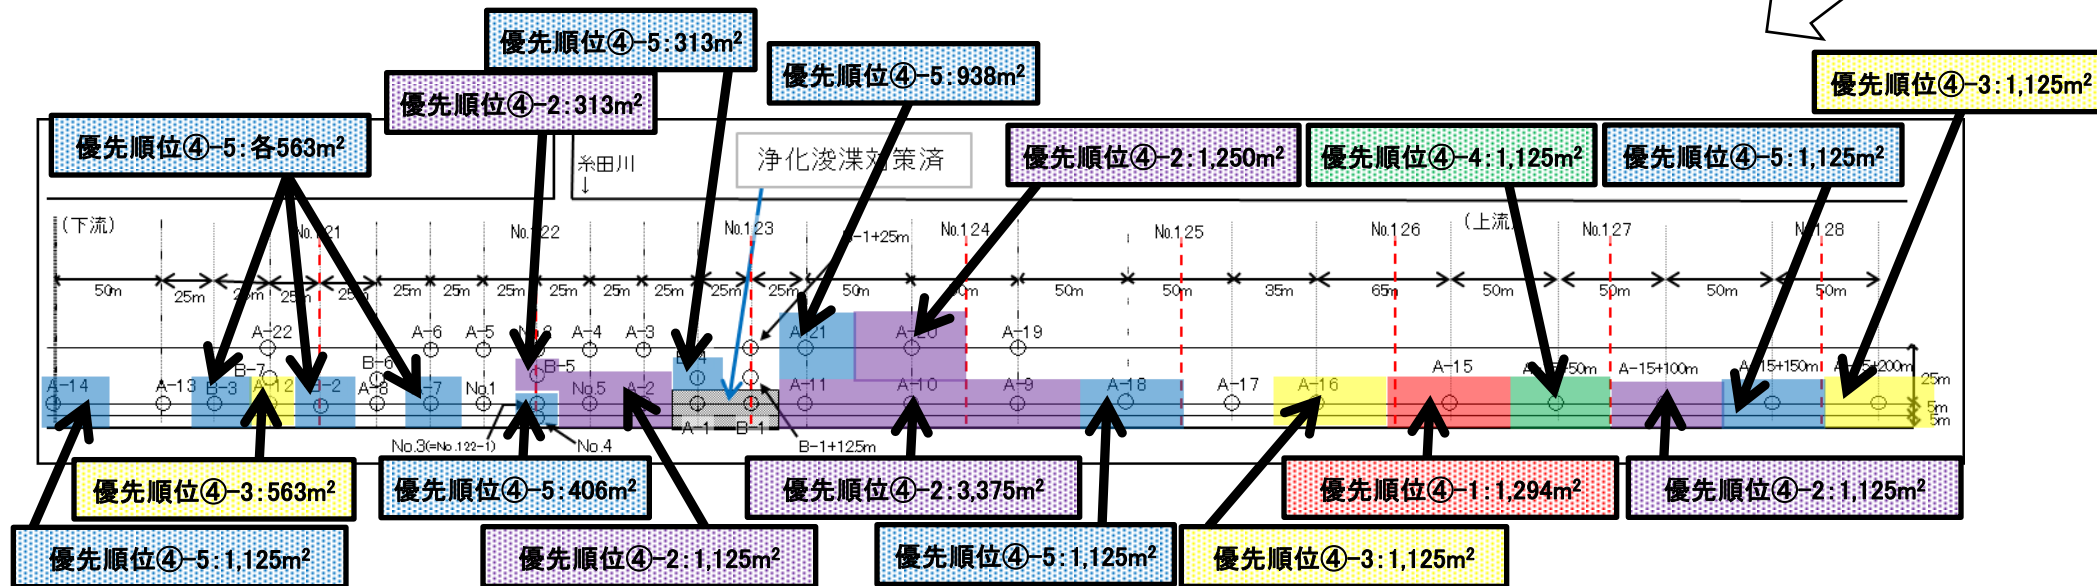 優先順位④-5:313m²
優先順位④-5:938m²
優先順位④-3:1,125m²
優先順位④-2:313m²
優先順位④-5:各563m²
糸田川
↓
浄化浚渫対策済
優先順位④-2:1,250m²
優先順位④-4:1,125m²
優先順位④-5:1,125m²
(下流)
No.121
No.122
No.123
B-1+25m
No.124
No.125
No.126
(上流)
No.127
No.128
50m
25m
25m
25m
25m
25m
25m
25m
25m
25m
25m
25m
25m
50m
50m
50m
50m
35m
65m
50m
50m
50m
50m
A-22
A-6
A-5
A-4
A-3
A-21
A-20
A-19
B-7
B-6
B-5
B-4
A-14
A-13
B-3
A-12
B-2
A-8
A-7
No.1
No.5
A-2
A-11
A-10
A-9
A-18
A-17
A-16
A-15
A-15+100m
A-15+150m
A-15+200m
25m
5m
5m
A-1
B-1
No.3(=No.122-1)
No.4
B-1+12.5m
優先順位④-3:563m²
優先順位④-5:406m²
優先順位④-2:3,375m²
優先順位④-1:1,294m²
優先順位④-2:1,125m²
優先順位④-5:1,125m²
優先順位④-2:1,125m²
優先順位④-5:1,125m²
優先順位④-3:1,125m²